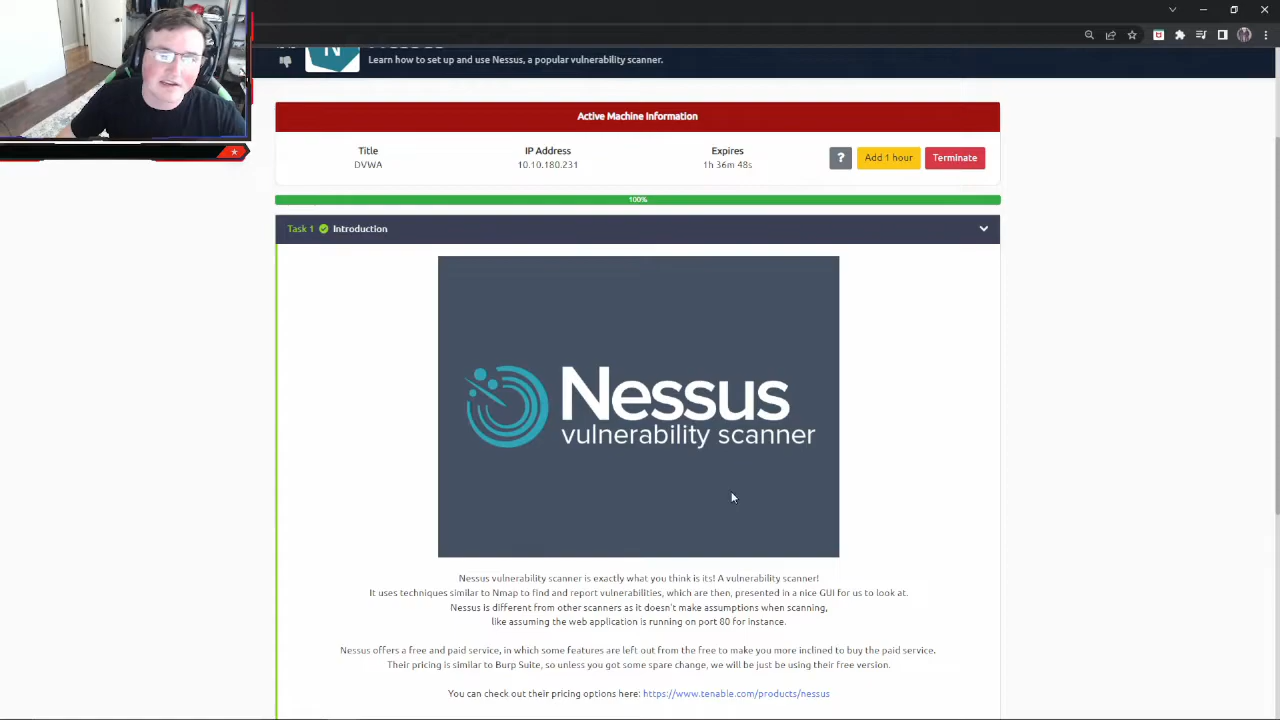 Learn how to set up and use Nessus, a popular vulnerability scanner.
Active Machine Information
Title
IP Address
Expires
DVWA
10.10.180.231
1h 36m 48s
?
Add 1 hour
Terminate
100%
Task 1 Introduction
Nessus
vulnerability scanner
Nessus vulnerability scanner is exactly what you think is its! A vulnerability scanner!
It uses techniques similar to Nmap to find and report vulnerabilities, which are then, presented in a nice GUI for us to look at.
Nessus is different from other scanners as it doesn't make assumptions when scanning,
like assuming the web application is running on port 80 for instance.
Nessus offers a free and paid service, in which some features are left out from the free to make you more inclined to buy the paid service.
Their pricing is similar to Burp Suite, so unless you got some spare change, we will be just be using their free version.
You can check out their pricing options here: https://www.tenable.com/products/nessus